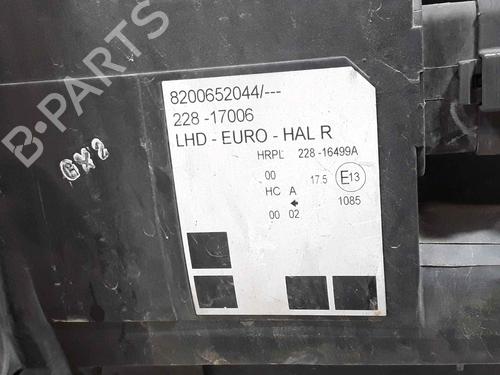 B-PARTS
8200652044/---
228 -17006
LHD - EURO - HAL R
HRPL 228 -16499A
00 17.5 E13
HC A 1085
00 02
GX2